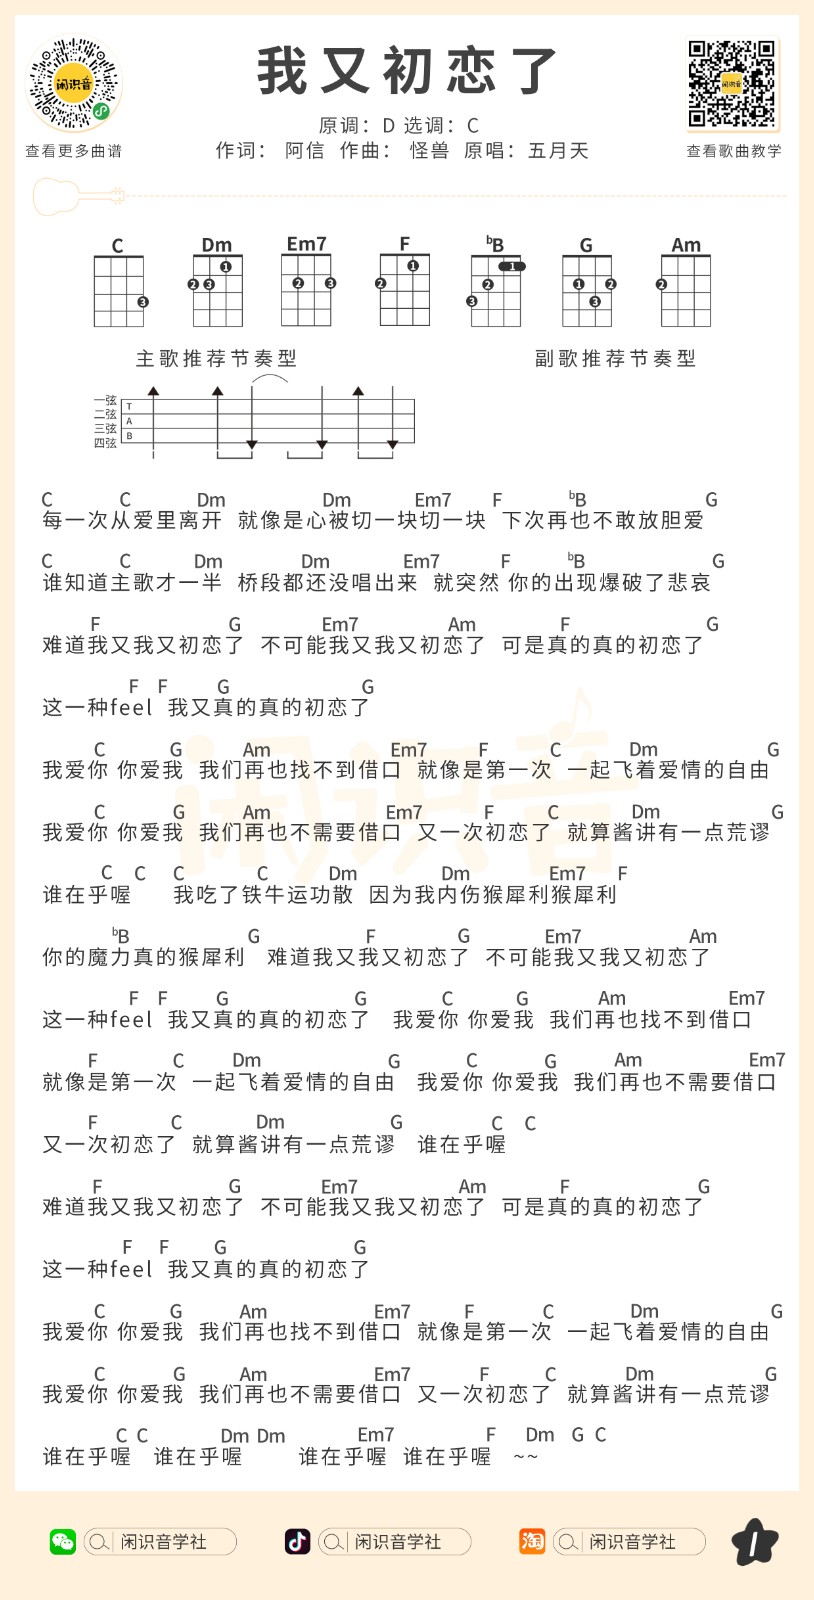 闲识音
闲识音
查看更多曲谱
查看歌曲教学
我又初恋了
原调：D 选调：C
作词： 阿信 作曲： 怪兽 原唱：五月天
C Dm Em7 F bB G Am
3 2 3 1 2 3 2 1 3 2 1 1 3 2 2
主歌推荐节奏型 副歌推荐节奏型
一弦
二弦
三弦
四弦
T
A
B
C C Dm Dm Em7 F bB G
每一次从爱里离开 就像是心被切一块切一块 下次再也不敢放胆爱
C C Dm Dm Em7 F bB G
谁知道主歌才一半 桥段都还没唱出来 就突然 你的出现爆破了悲哀
F G Em7 Am F G
难道我又我又初恋了 不可能我又我又初恋了 可是真的真的初恋了
F F G G
这一种feel 我又真的真的初恋了
C G Am Em7 F C Dm G
我爱你 你爱我 我们再也找不到借口 就像是第一次 一起飞着爱情的自由
C G Am Em7 F C Dm G
我爱你 你爱我 我们再也不需要借口 又一次初恋了 就算酱讲有一点荒谬
C C C C Dm Dm Em7 F
谁在乎喔 我吃了铁牛运功散 因为我内伤猴犀利猴犀利
bB G F G Em7 Am
你的魔力真的猴犀利 难道我又我又初恋了 不可能我又我又初恋了
F F G G C G Am Em7
这一种feel 我又真的真的初恋了 我爱你 你爱我 我们再也找不到借口
F C Dm G C G Am Em7
就像是第一次 一起飞着爱情的自由 我爱你 你爱我 我们再也不需要借口
F C Dm G C C
又一次初恋了 就算酱讲有一点荒谬 谁在乎喔
F G Em7 Am F G
难道我又我又初恋了 不可能我又我又初恋了 可是真的真的初恋了
F F G G
这一种feel 我又真的真的初恋了
C G Am Em7 F C Dm G
我爱你 你爱我 我们再也找不到借口 就像是第一次 一起飞着爱情的自由
C G Am Em7 F C Dm G
我爱你 你爱我 我们再也不需要借口 又一次初恋了 就算酱讲有一点荒谬
C C Dm Dm Em7 F Dm G C
谁在乎喔 谁在乎喔 谁在乎喔 谁在乎喔 ~~
闲识音
闲识音学社 闲识音学社 淘 闲识音学社 1